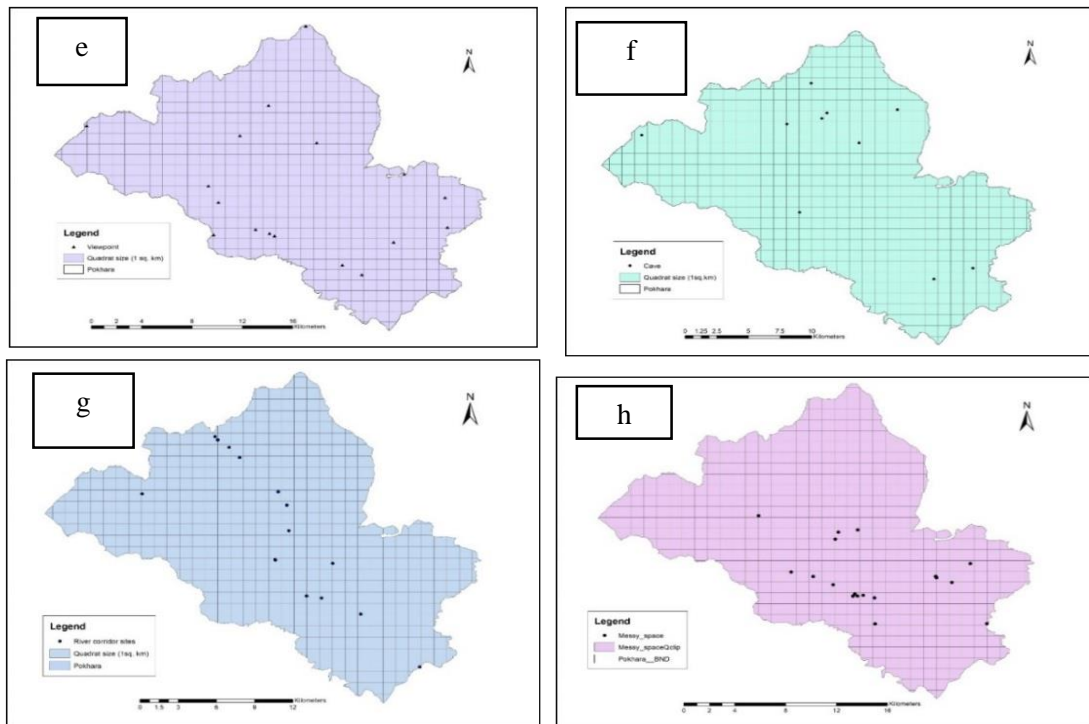 e
N
Legend
Viewpoint
Quadrat size (1 sq. km)
Pokhara
0 2 4 8 12 16
Kilometers
f
N
Legend
Cave
Quadrat size (1sq.km)
Pokhara
0 1.25 2.5 5 7.5 10
Kilometers
g
N
Legend
River corridor sites
Quadrat size (1sq. km)
Pokhara
0 1.5 3 6 9 12
Kilometers
h
N
Legend
Messy_space
Messy_spaceQclip
Pokhara__BND
0 2 4 8 12 16
Kilometers